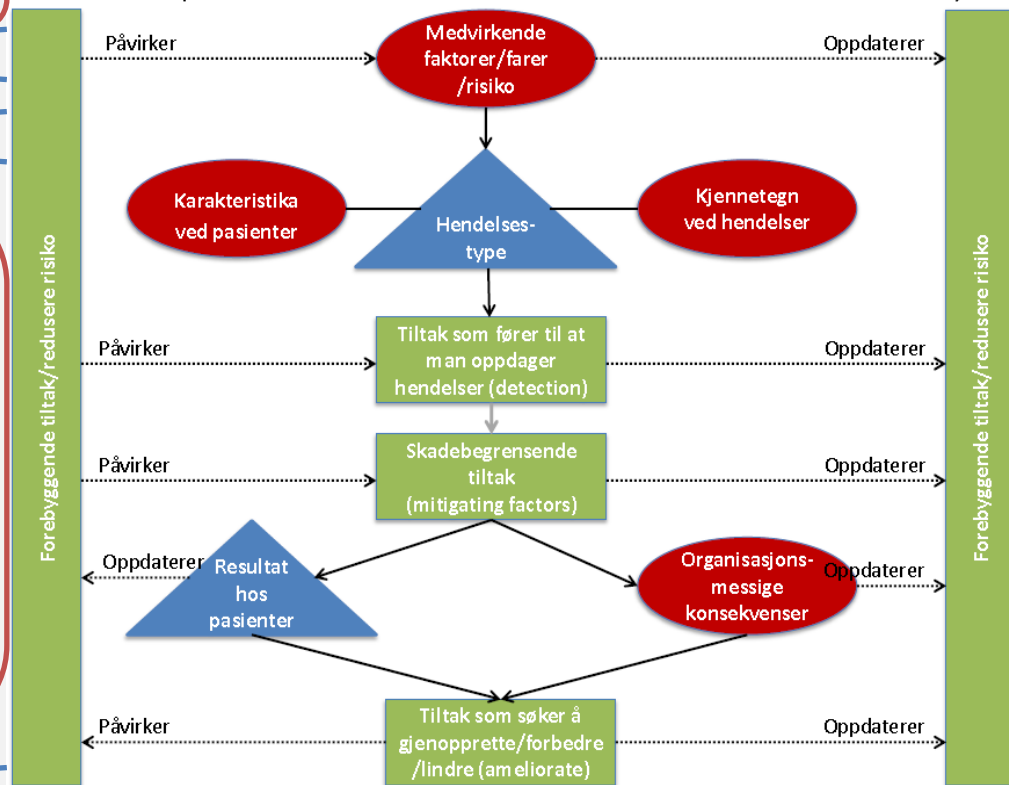 Påvirker
Medvirkende
faktorer/farer
/risiko
Oppdaterer
Karakteristika
ved pasienter
Hendelses-
type
Kjennetegn
ved hendelser
Forebyggende tiltak/redusere risiko
Forebyggende tiltak/redusere risiko
Påvirker
Tiltak som fører til at
man oppdager
hendelser (detection)
Oppdaterer
Påvirker
Skadebegrensende
tiltak
(mitigating factors)
Oppdaterer
Oppdaterer
Resultat
hos
pasienter
Organisasjons-
messige
konsekvenser
Oppdaterer
Påvirker
Tiltak som søker å
gjenopprette/forbedre
/lindre (ameliorate)
Oppdaterer